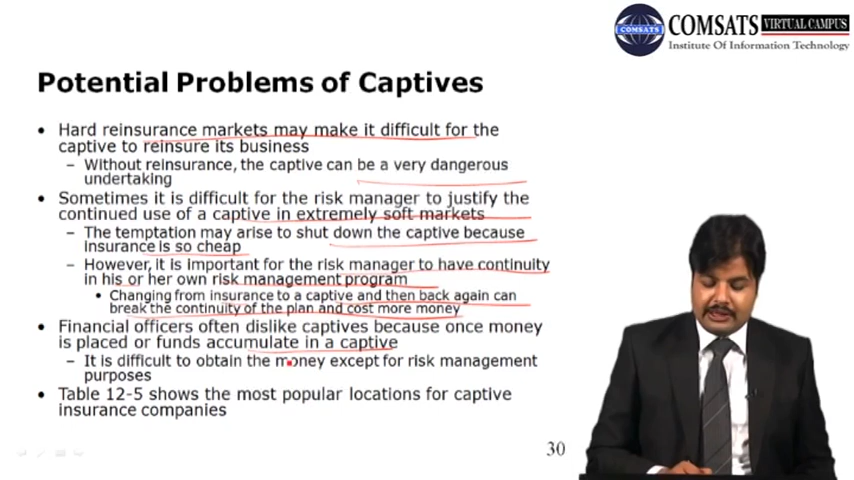 COMSATS VIRTUAL CAMPUS
COMSATS
Institute Of Information Technology
Potential Problems of Captives
• Hard reinsurance markets may make it difficult for the
captive to reinsure its business
– Without reinsurance, the captive can be a very dangerous
undertaking
• Sometimes it is difficult for the risk manager to justify the
continued use of a captive in extremely soft markets
– The temptation may arise to shut down the captive because
insurance is so cheap
– However, it is important for the risk manager to have continuity
in his or her own risk management program
• Changing from insurance to a captive and then back again can
break the continuity of the plan and cost more money
• Financial officers often dislike captives because once money
is placed or funds accumulate in a captive
– It is difficult to obtain the money except for risk management
purposes
• Table 12-5 shows the most popular locations for captive
insurance companies
30